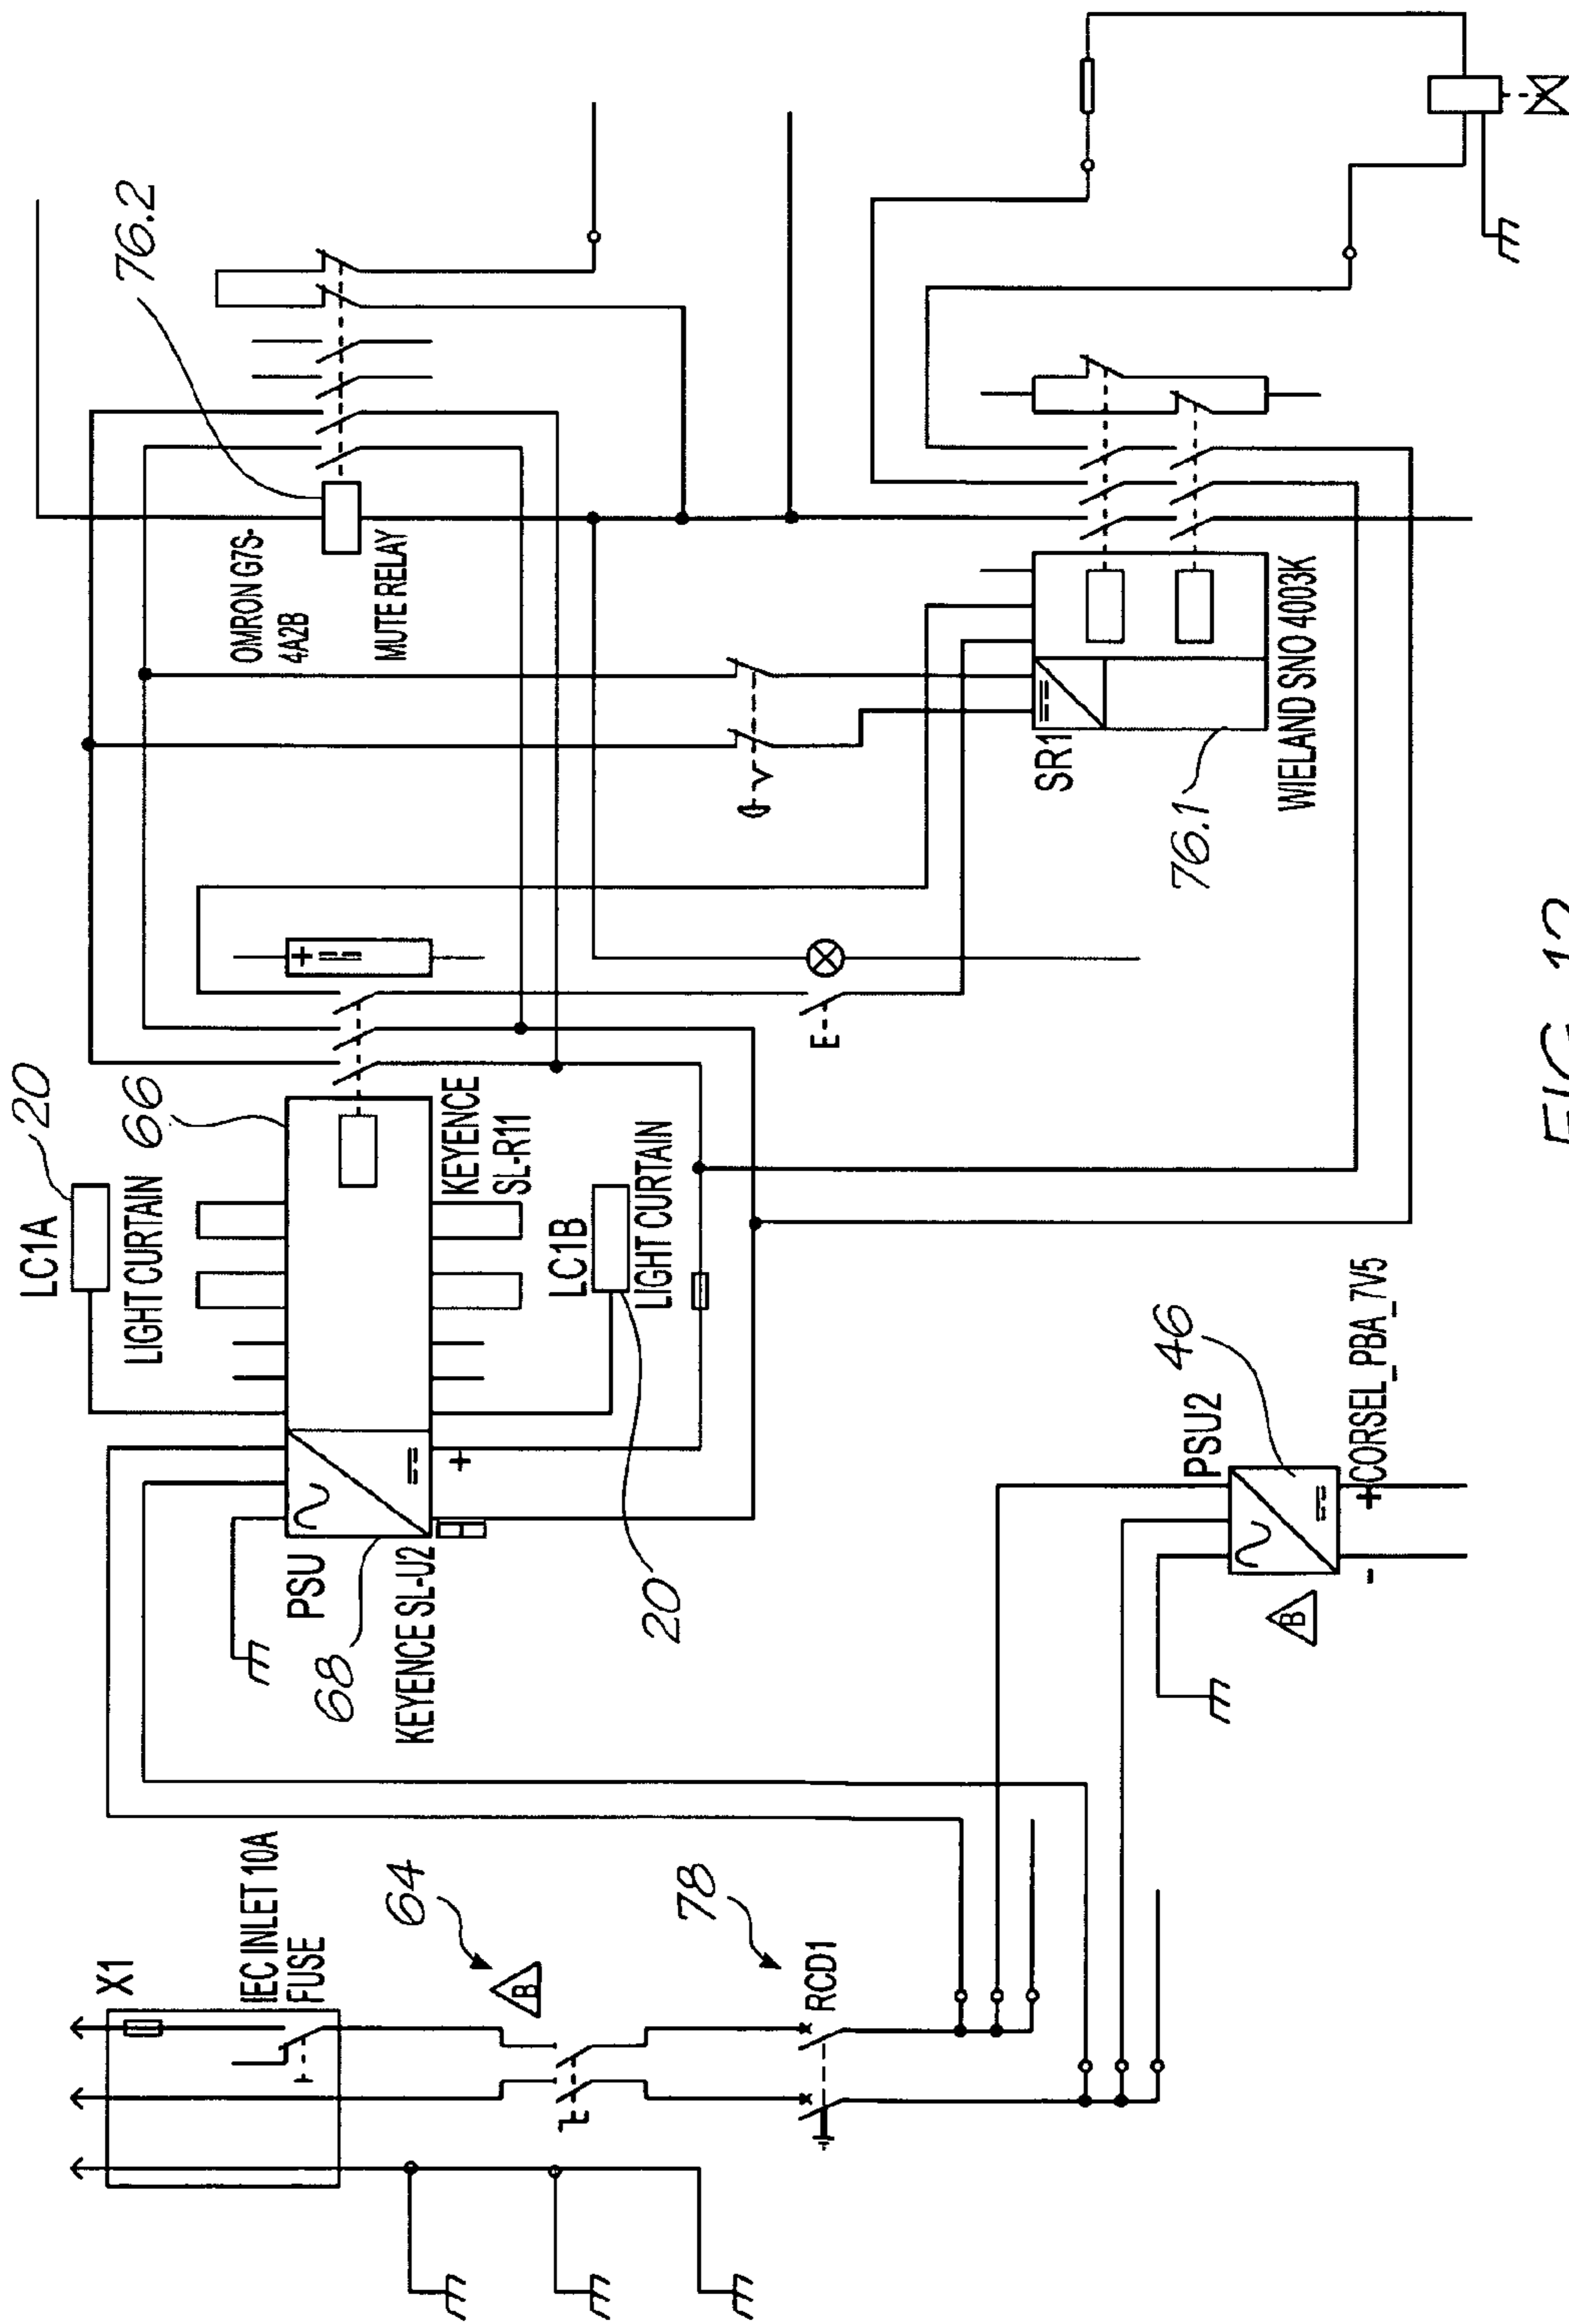 X1
IEC INLET 10A
FUSE
64
B
78
RCD1
20
LC1A
LIGHT CURTAIN
66
PSU
68
KEYENCE SL-U2
+
KEYENCE
SL-R11
LC1B
LIGHT CURTAIN
20
PSU2
46
B
-
+
CORSEL_PBA_7V5
+
E
76.2
OMRON G7S-
4A2B
MUTE RELAY
SR1
76.1
WIELAND SNO 4003K